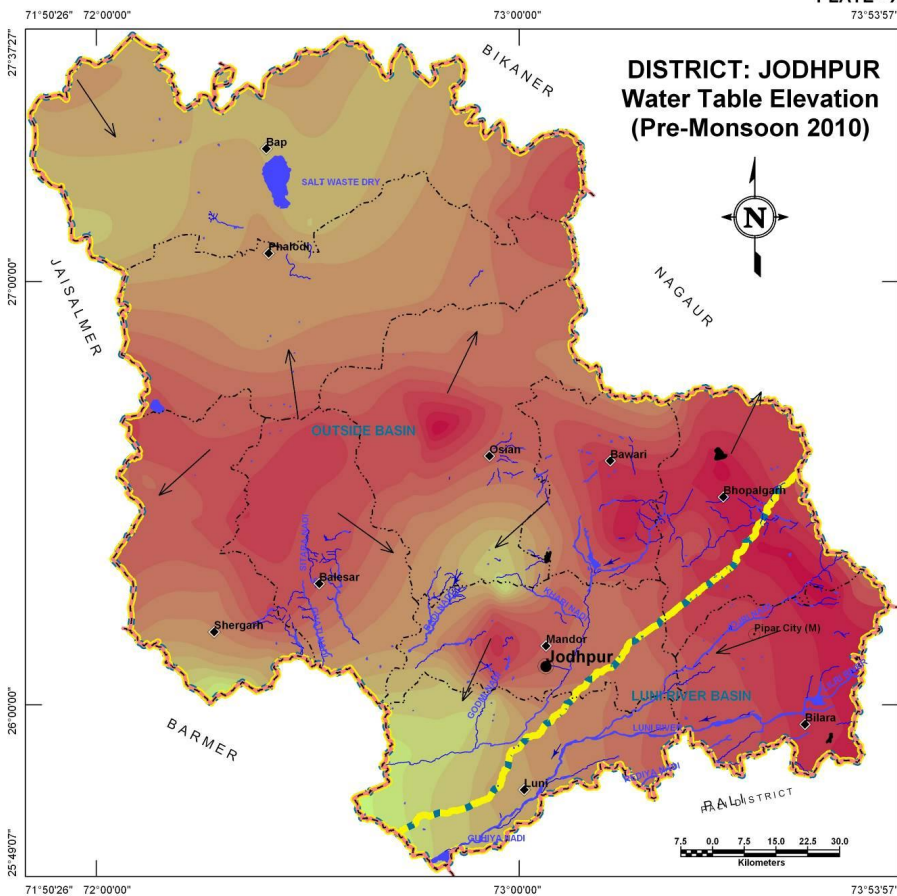 71°50'26" 72°00'00" 73°00'00" 73°53'57"
27°37'27"
BIKANER
DISTRICT: JODHPUR
Water Table Elevation
(Pre-Monsoon 2010)
Bap
SALT WASTE DRY
N
Phalodi
27°00'00"
JAISALMER
NAGAUR
OUTSIDE BASIN
Osian
Bawari
Bhopalgarh
Balesar
Shergarh
Mandor
Jodhpur
Pipar City (M)
LUNI RIVER BASIN
LUNI RIVER
Bilara
BARMER
Luni
PALI
PALI DISTRICT
GUHIYA NADI
25°49'07"
7.5 0.0 7.5 15.0 22.5 30.0
Kilometers
71°50'26" 72°00'00" 73°00'00" 73°53'57"